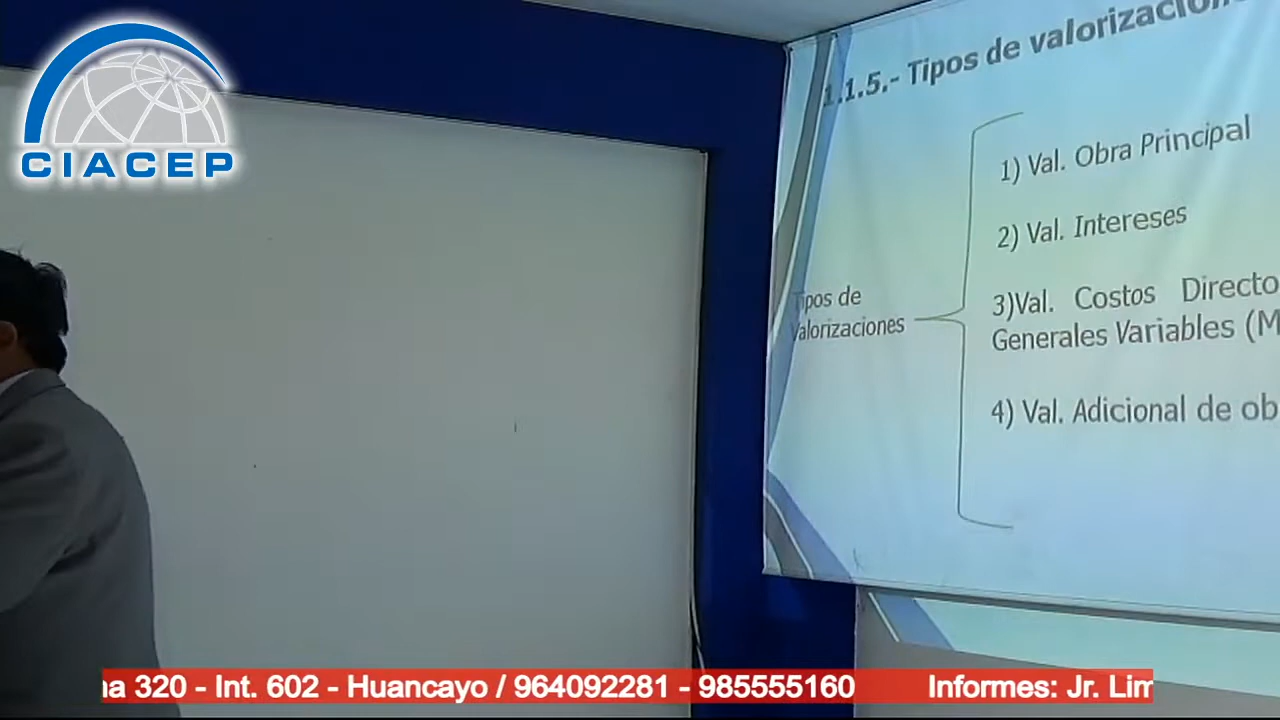 CIACEP
1.1.5.- Tipos de valorizacion
1) Val. Obra Principal
2) Val. Intereses
Tipos de
Valorizaciones
3)Val. Costos Directo
Generales Variables (M
4) Val. Adicional de ob
na 320 - Int. 602 - Huancayo / 964092281 - 985555160 Informes: Jr. Lim